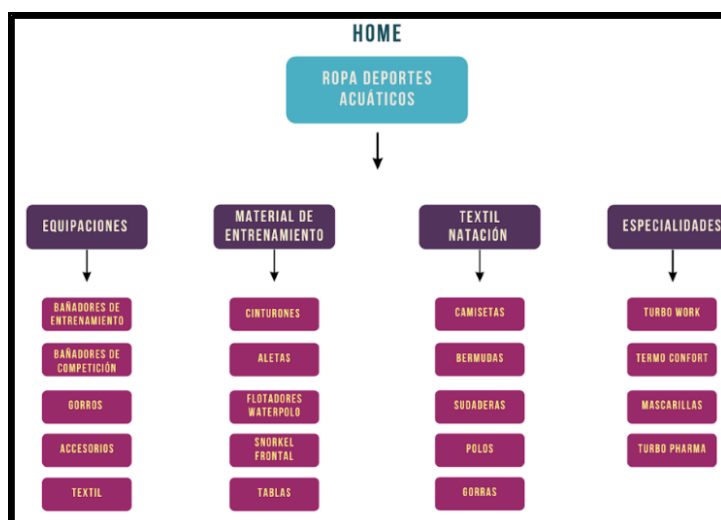 HOME
ROPA DEPORTES
ACUÁTICOS
EQUIPACIONES
BAÑADORES DE
ENTRENAMIENTO
BAÑADORES DE
COMPETICIÓN
GORROS
ACCESORIOS
TEXTIL
MATERIAL DE
ENTRENAMIENTO
CINTURONES
ALETAS
FLOTADORES
WATERPOLO
SNORKEL
FRONTAL
TABLAS
TEXTIL
NATACIÓN
CAMISETAS
BERMUDAS
SUDADERAS
POLOS
GORRAS
ESPECIALIDADES
TURBO WORK
TERMO CONFORT
MASCARILLAS
TURBO PHARMA